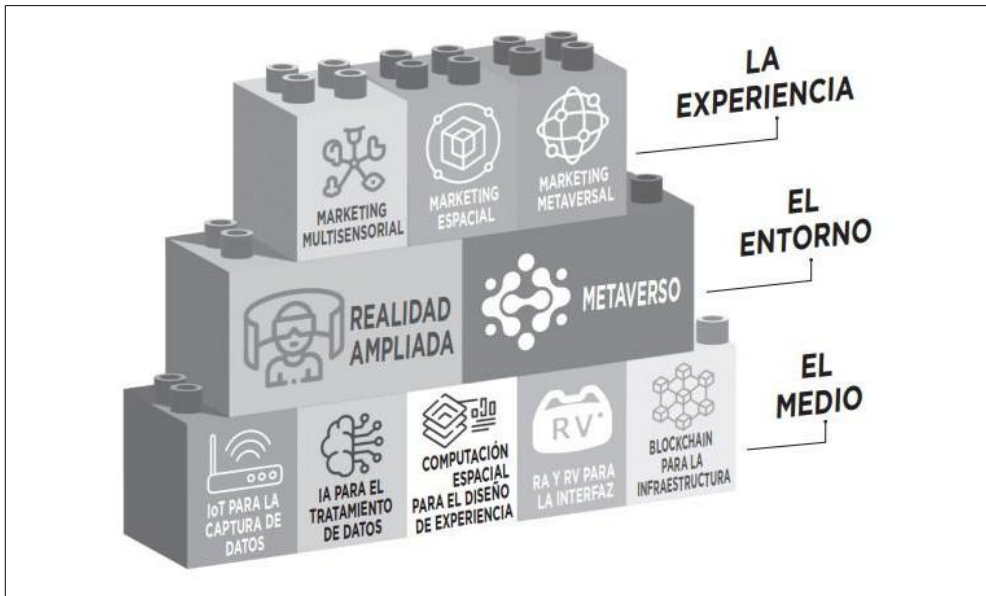 LA
EXPERIENCIA
MARKETING
MULTISENSORIAL
MARKETING
ESPACIAL
MARKETING
METAVERSAL
EL
ENTORNO
REALIDAD
AMPLIADA
METAVERSO
EL
MEDIO
IoT PARA LA
CAPTURA DE
DATOS
IA PARA EL
TRATAMIENTO
DE DATOS
COMPUTACIÓN
ESPACIAL
PARA EL DISEÑO
DE EXPERIENCIA
RV
RA Y RV PARA
LA INTERFAZ
BLOCKCHAIN
PARA LA
INFRAESTRUCTURA